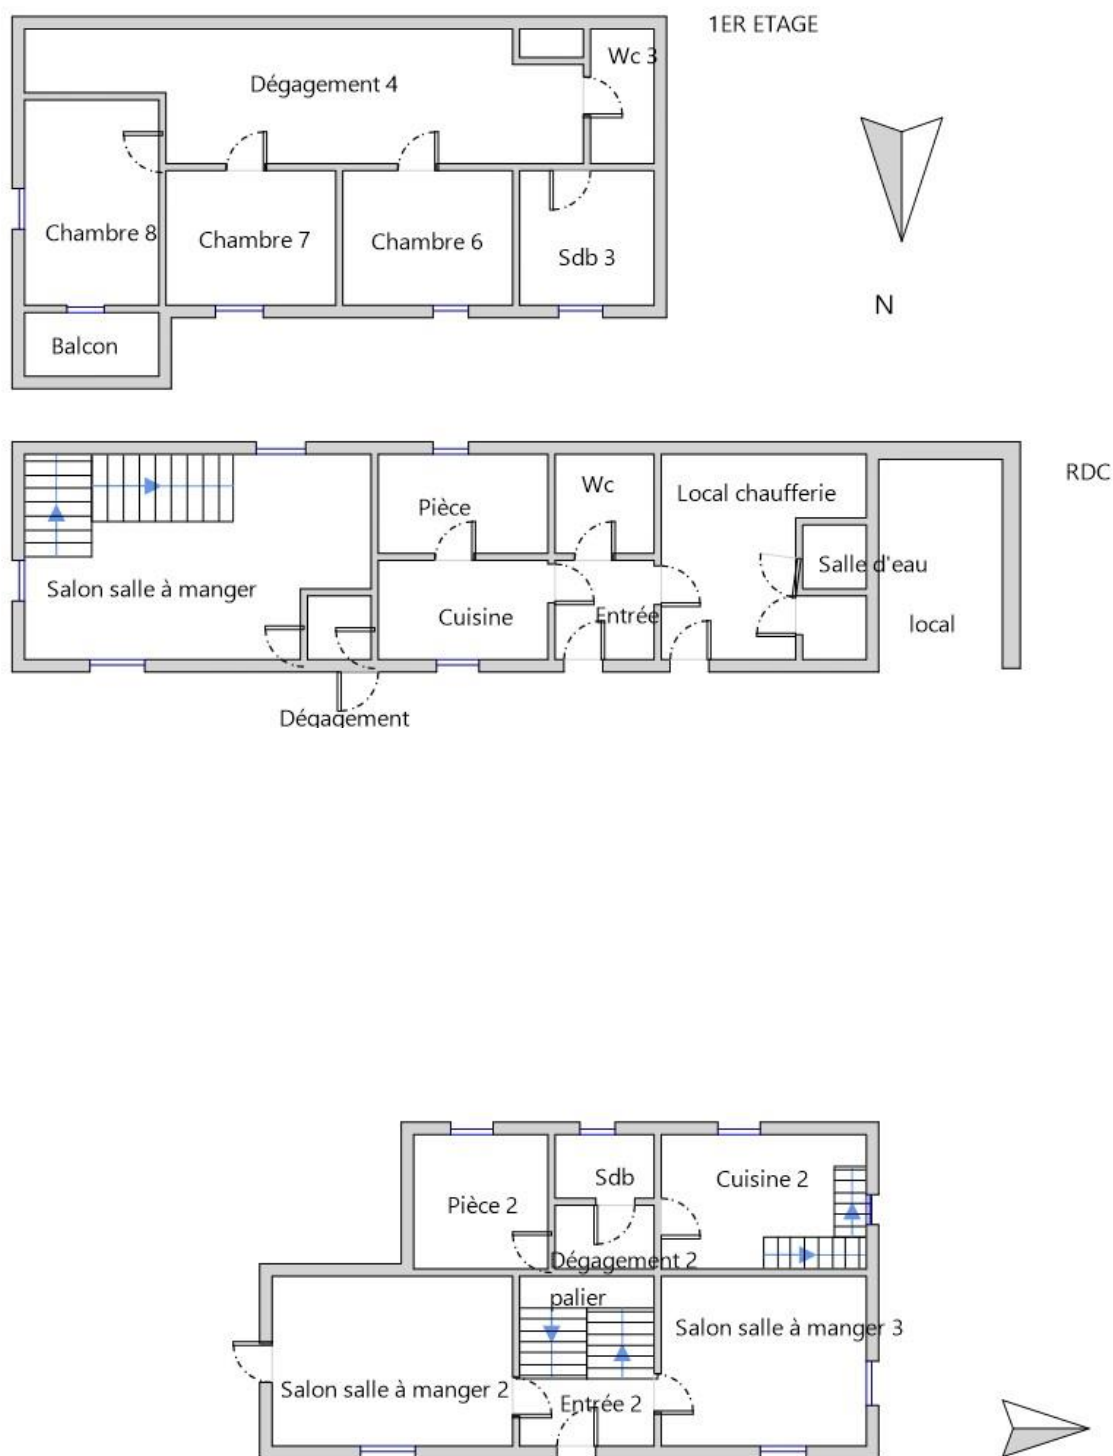 1ER ETAGE
Wc 3
Dégagement 4
Chambre 8
Chambre 7
Chambre 6
Sdb 3
N
Balcon
RDC
Wc
Local chaufferie
Pièce
Salle d'eau
Salon salle à manger
Cuisine
Entrée
local
Dégagement
Sdb
Cuisine 2
Pièce 2
Dégagement 2
palier
Salon salle à manger 3
Salon salle à manger 2
Entrée 2